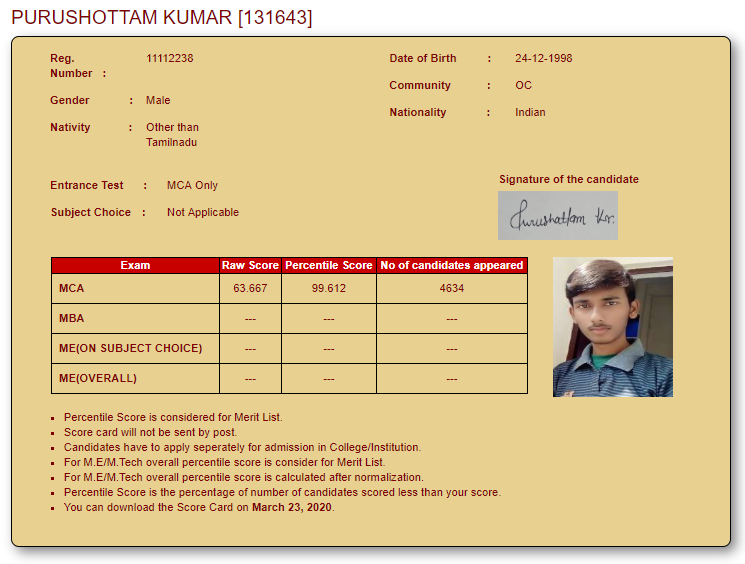 PURUSHOTTAM KUMAR [131643]
Reg. Number : 11112238
Date of Birth : 24-12-1998
Gender : Male
Community : OC
Nativity : Other than Tamilnadu
Nationality : Indian
Entrance Test : MCA Only
Signature of the candidate
Subject Choice : Not Applicable
Purushottam Kr.
Exam Raw Score Percentile Score No of candidates appeared
MCA 63.667 99.612 4634
MBA --- --- ---
ME(ON SUBJECT CHOICE) --- --- ---
ME(OVERALL) --- --- ---
Percentile Score is considered for Merit List.
Score card will not be sent by post.
Candidates have to apply seperately for admission in College/Institution.
For M.E/M.Tech overall percentile score is consider for Merit List.
For M.E/M.Tech overall percentile score is calculated after normalization.
Percentile Score is the percentage of number of candidates scored less than your score.
You can download the Score Card on March 23, 2020.